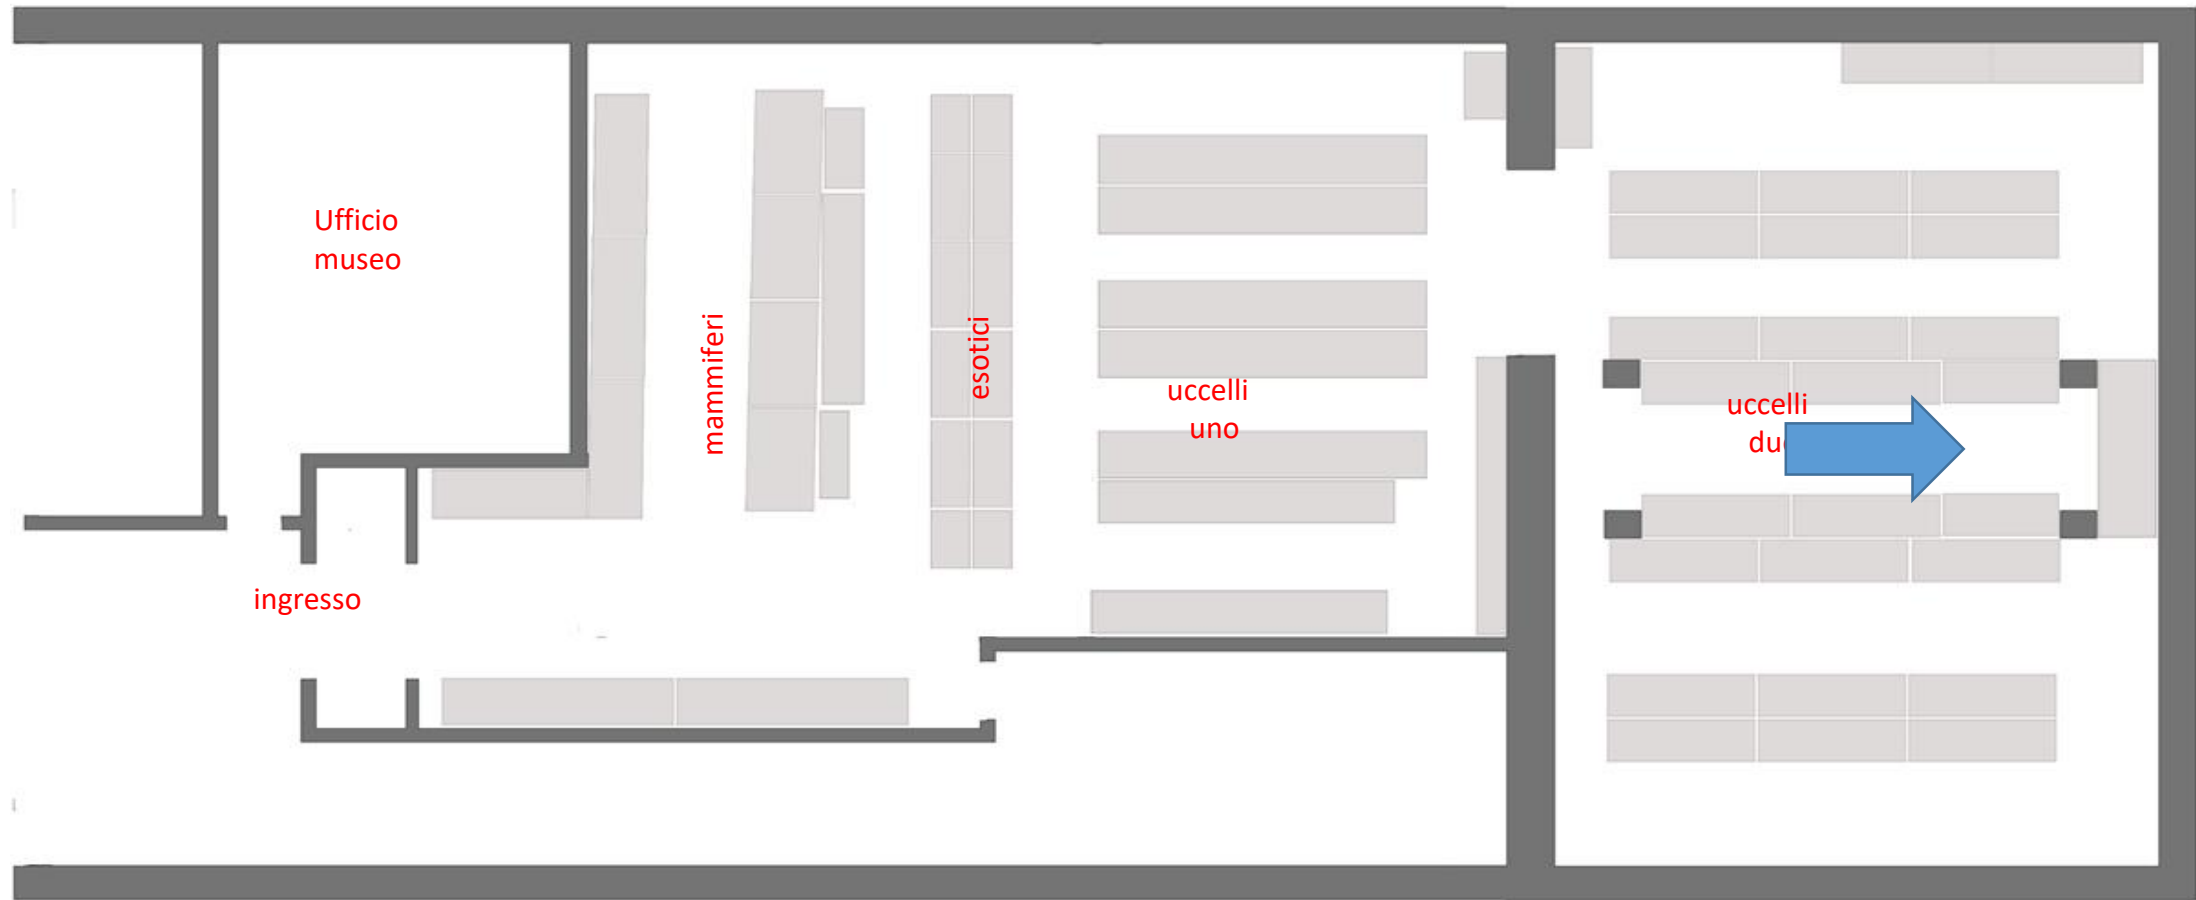 Ufficio
museo
mammiferi
esotici
uccelli
uno
uccelli
ingresso